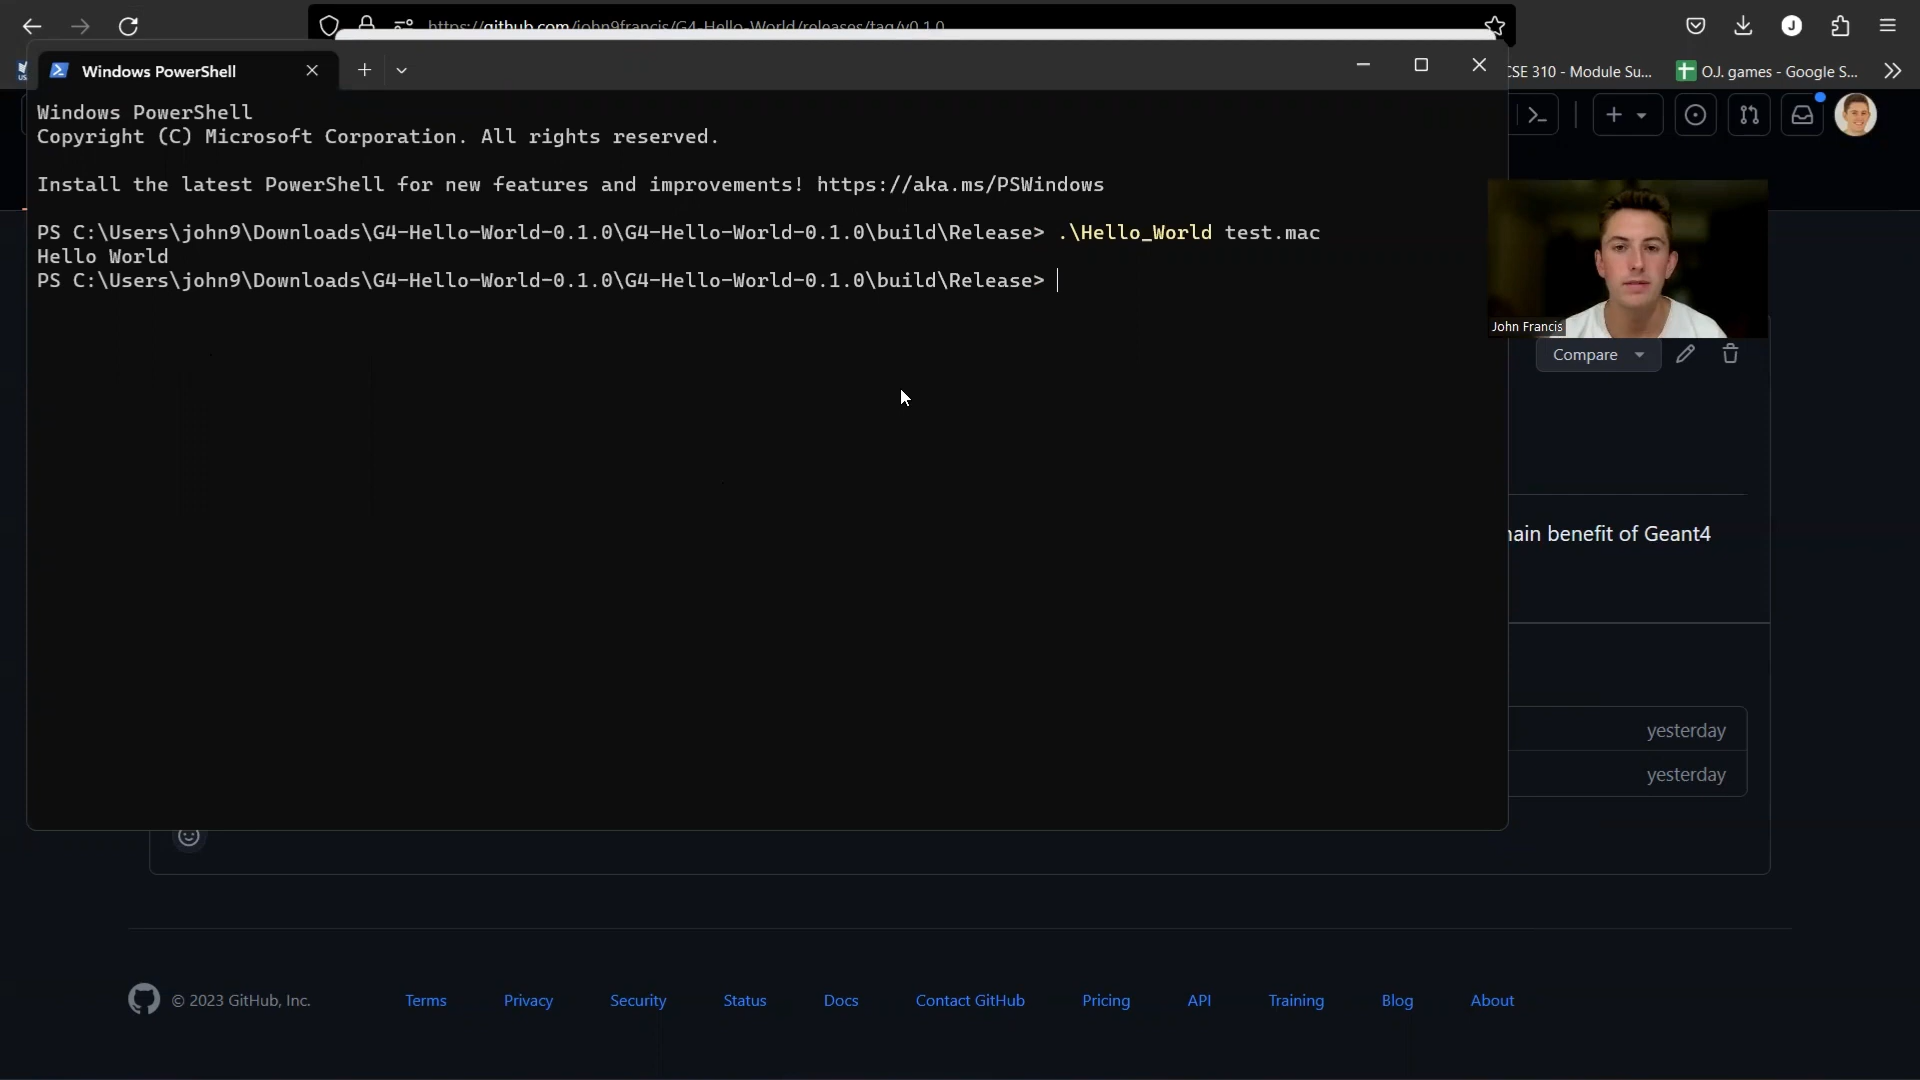 https://github.com/john9francis/G4-Hello-World/releases/tag/v0.1.0
Windows PowerShell
CSE 310 - Module Su...
O.J. games - Google S...
Windows PowerShell
Copyright (C) Microsoft Corporation. All rights reserved.
Install the latest PowerShell for new features and improvements! https://aka.ms/PSWindows
PS C:\Users\john9\Downloads\G4-Hello-World-0.1.0\G4-Hello-World-0.1.0\build\Release> .\Hello_World test.mac
Hello World
PS C:\Users\john9\Downloads\G4-Hello-World-0.1.0\G4-Hello-World-0.1.0\build\Release>
John Francis
Compare
main benefit of Geant4
yesterday
yesterday
© 2023 GitHub, Inc. Terms Privacy Security Status Docs Contact GitHub Pricing API Training Blog About